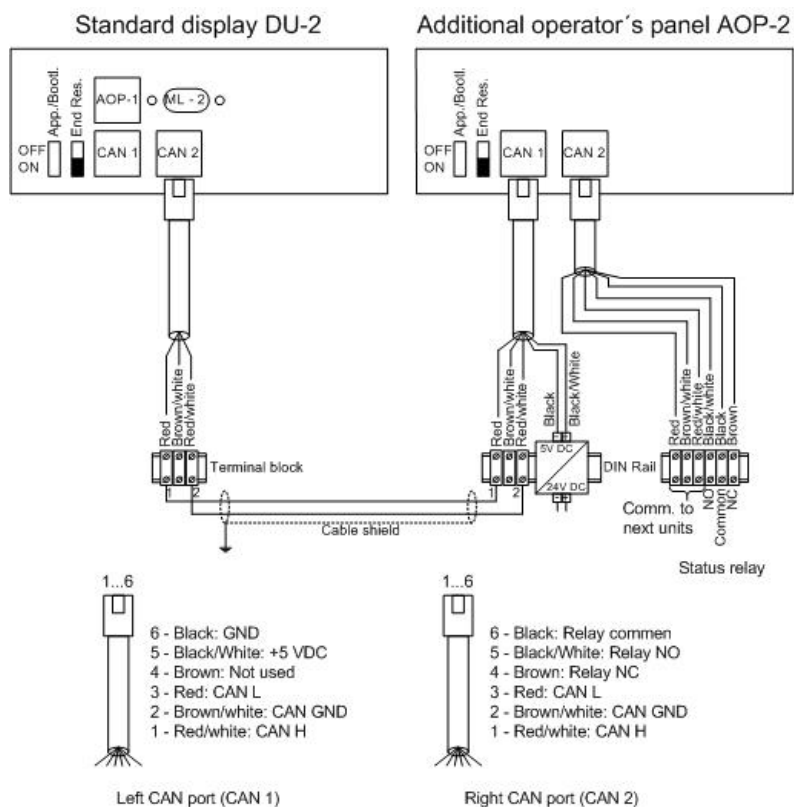 Standard display DU-2
Additional operator´s panel AOP-2
App./Bootl.
End Res.
AOP-1
ML - 2
OFF
ON
CAN 1
CAN 2
App./Bootl.
End Res.
OFF
ON
CAN 1
CAN 2
Red
Brown/white
Red/white
Terminal block
1
2
Cable shield
Red
Brown/white
Red/white
Black
Black/White
5V DC
24V DC
1
2
DIN Rail
Red
Brown/white
Red/white
Black/white
Black
Brown
Comm. to
next units
NO
Common
NC
Status relay
1...6
6 - Black: GND
5 - Black/White: +5 VDC
4 - Brown: Not used
3 - Red: CAN L
2 - Brown/white: CAN GND
1 - Red/white: CAN H
Left CAN port (CAN 1)
1...6
6 - Black: Relay commen
5 - Black/White: Relay NO
4 - Brown: Relay NC
3 - Red: CAN L
2 - Brown/white: CAN GND
1 - Red/white: CAN H
Right CAN port (CAN 2)